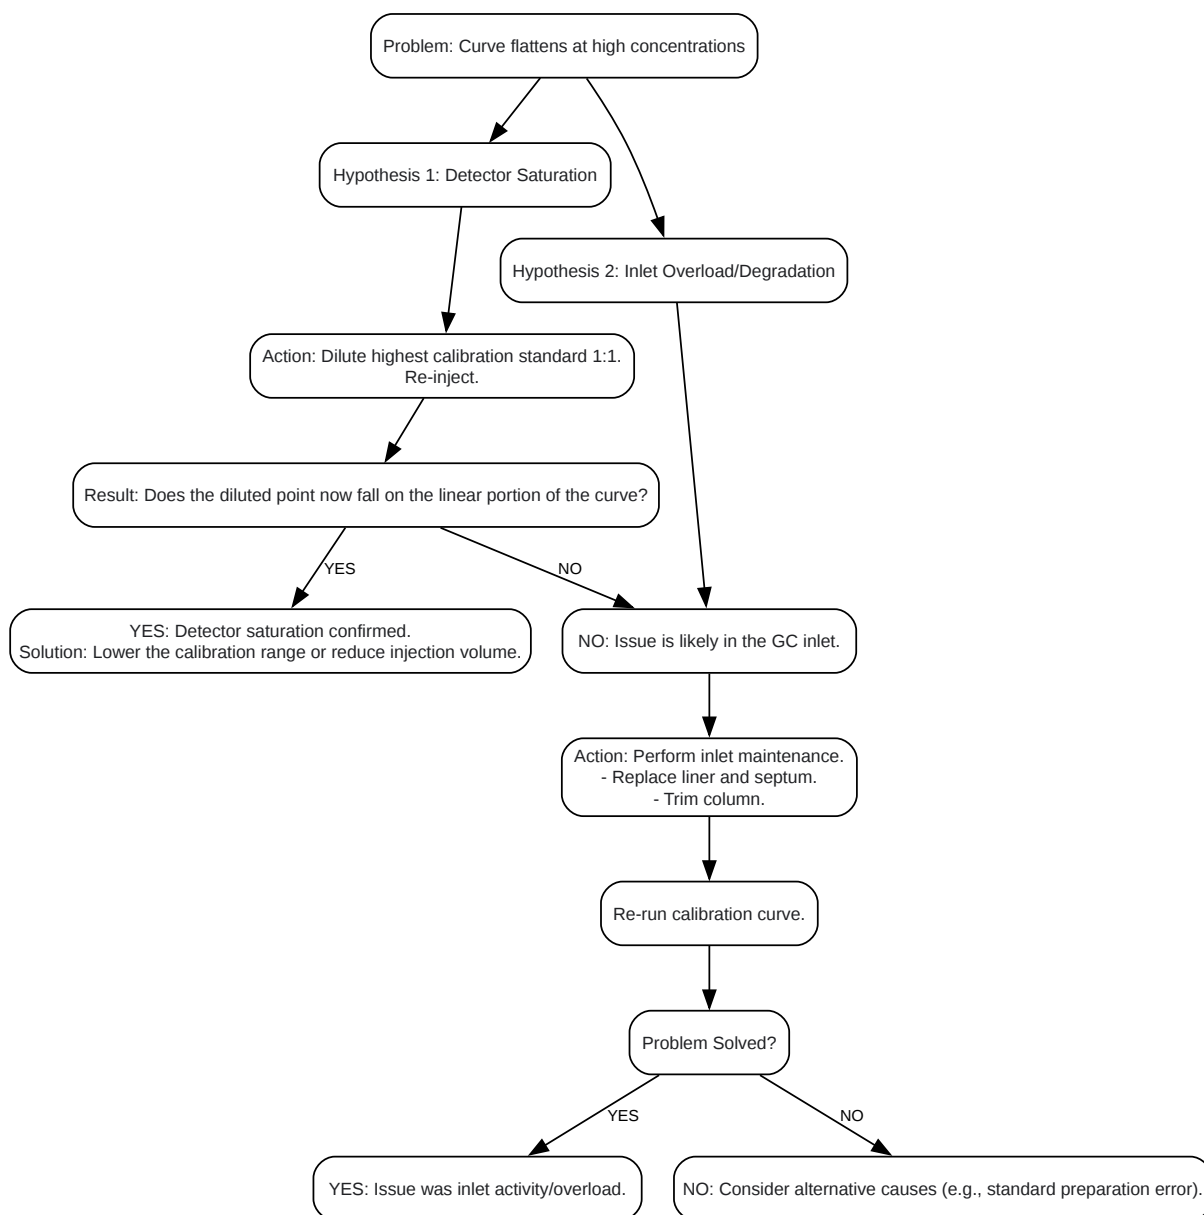 Problem: Curve flattens at high concentrations
Hypothesis 1: Detector Saturation
Hypothesis 2: Inlet Overload/Degradation
Action: Dilute highest calibration standard 1:1.
Re-inject.
Result: Does the diluted point now fall on the linear portion of the curve?
YES
NO
YES: Detector saturation confirmed.
Solution: Lower the calibration range or reduce injection volume.
NO: Issue is likely in the GC inlet.
Action: Perform inlet maintenance.
- Replace liner and septum.
- Trim column.
Re-run calibration curve.
Problem Solved?
YES
NO
YES: Issue was inlet activity/overload.
NO: Consider alternative causes (e.g., standard preparation error).